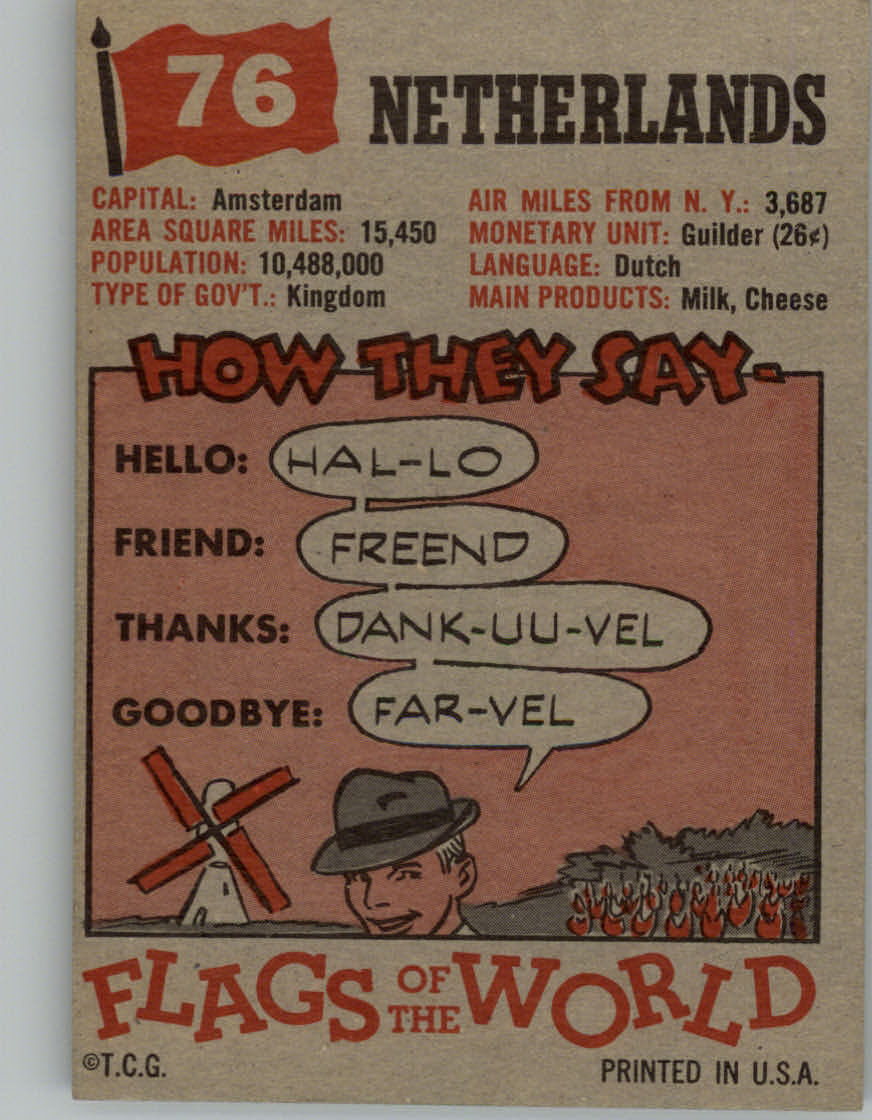 76
NETHERLANDS
CAPITAL: Amsterdam
AREA SQUARE MILES: 15,450
POPULATION: 10,488,000
TYPE OF GOV'T.: Kingdom
AIR MILES FROM N. Y.: 3,687
MONETARY UNIT: Guilder (26¢)
LANGUAGE: Dutch
MAIN PRODUCTS: Milk, Cheese
HOW THEY SAY-
HELLO: HAL-LO
FRIEND: FREEND
THANKS: DANK-UU-VEL
GOODBYE: FAR-VEL
FLAGS OF THE WORLD
©T.C.G.
PRINTED IN U.S.A.